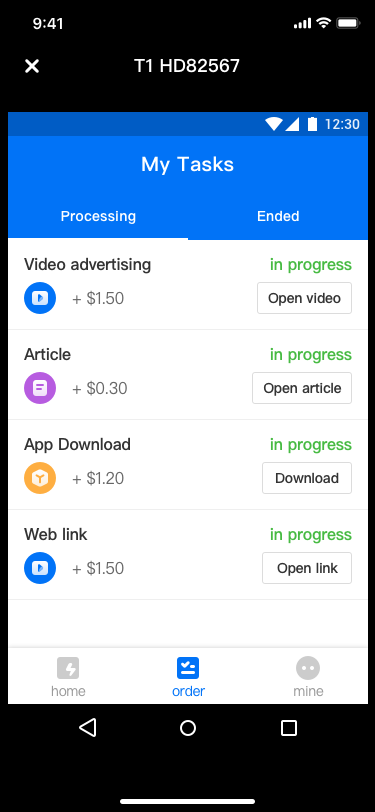 9:41
T1 HD82567
12:30
My Tasks
Processing Ended
Video advertising in progress
+ $1.50 Open video
Article in progress
+ $0.30 Open article
App Download in progress
+ $1.20 Download
Web link in progress
+ $1.50 Open link
home order mine